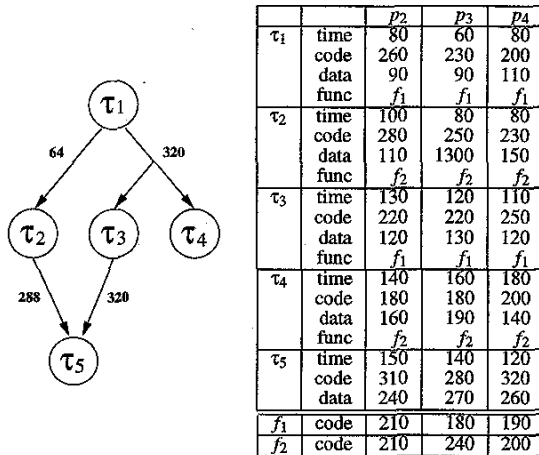 τ1
64
320
τ2
τ3
τ4
288
320
τ5
p2 p3 p4
τ1 time 80 60 80
code 260 230 200
data 90 90 110
func f1 f1 f1
τ2 time 100 80 80
code 280 250 230
data 110 1300 150
func f2 f2 f2
τ3 time 130 120 110
code 220 220 250
data 120 130 120
func f1 f1 f1
τ4 time 140 160 180
code 180 180 200
data 160 190 140
func f2 f2 f2
τ5 time 150 140 120
code 310 280 320
data 240 270 260
f1 code 210 180 190
f2 code 210 240 200